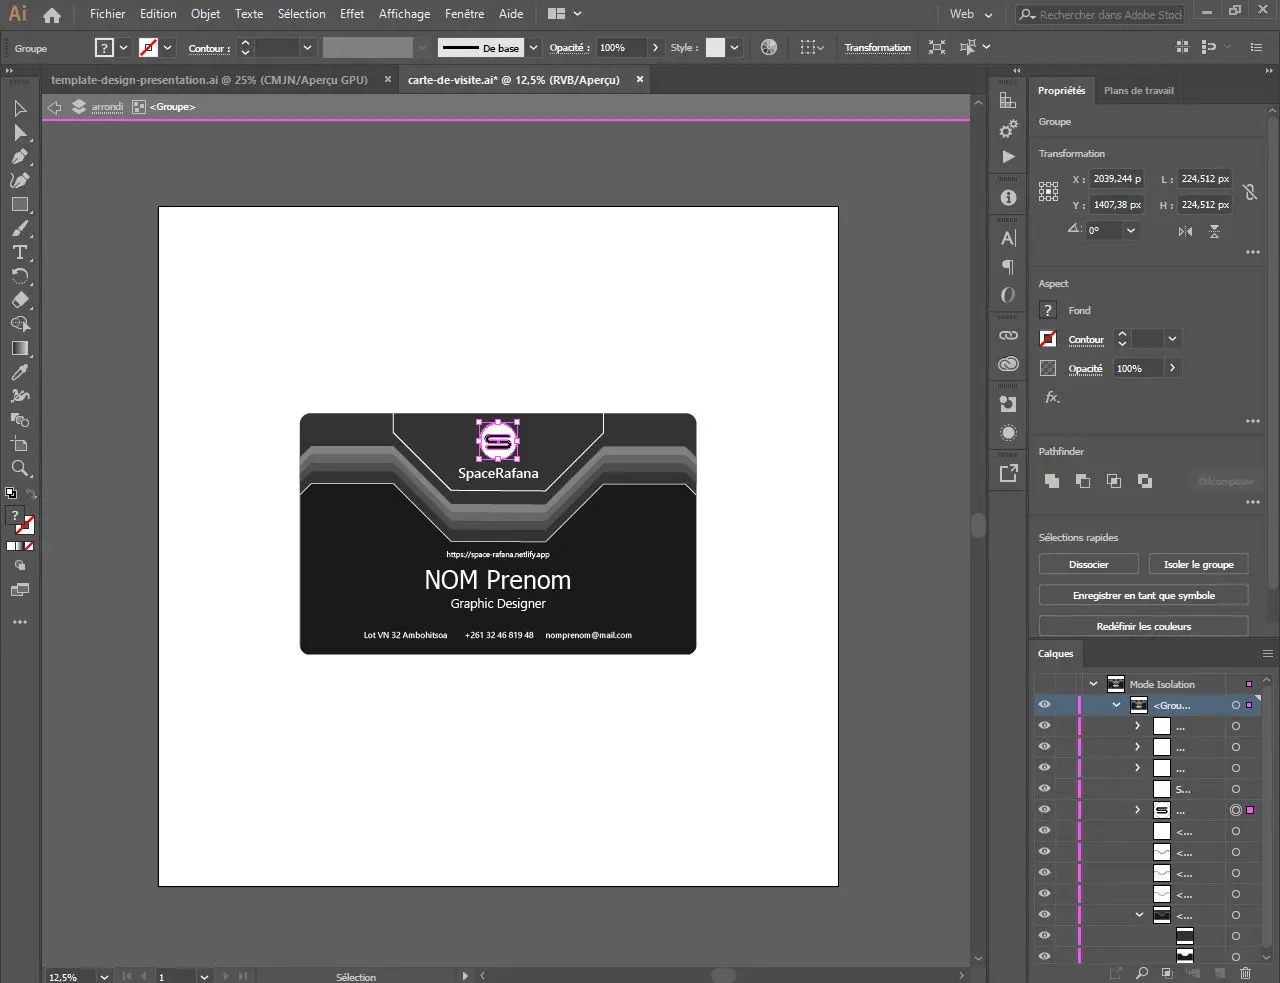 Ai Fichier Edition Objet Texte Sélection Effet Affichage Fenêtre Aide Web Rechercher dans Adobe Stock
Groupe ? Contour : De base Opacité : 100% Style : Transformation
template-design-presentation.ai @ 25% (CMJN/Aperçu GPU) × carte-de-visite.ai* @ 12,5% (RVB/Aperçu) ×
arrondi <Groupe>
Propriétés Plans de travail
Groupe
Transformation
X : 2039,244 p L : 224,512 px
Y : 1407,38 px H : 224,512 px
0°
Aspect
? Fond
Contour
Opacité 100%
fx.
Pathfinder
Décomposer
Sélections rapides
Dissocier Isoler le groupe
Enregistrer en tant que symbole
Redéfinir les couleurs
SpaceRafana
https://space-rafana.netlify.app
NOM Prenom
Graphic Designer
Lot VN 32 Ambohitsoa +261 32 46 819 48 nomprenom@mail.com
Calques
Mode Isolation
<Grou...
...
...
...
S...
...
<...
<...
<...
<...
<...
12,5% 1 Sélection